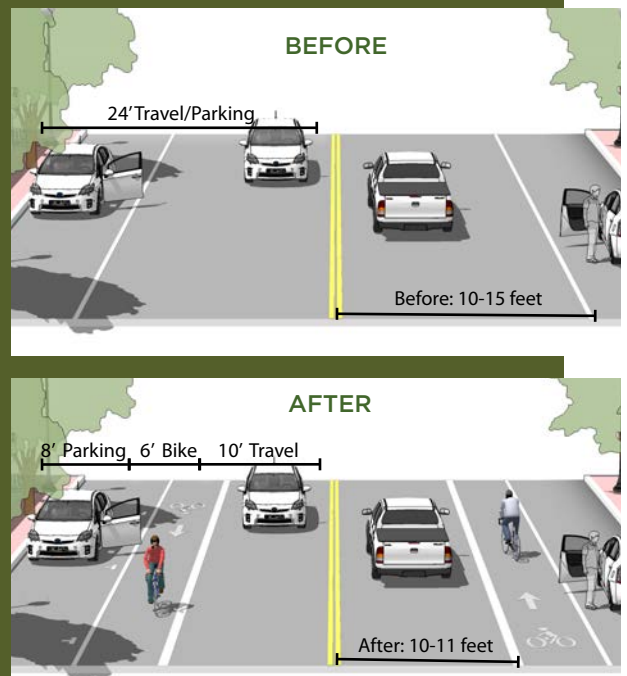 BEFORE
24’ Travel/Parking
Before: 10-15 feet
AFTER
8’ Parking 6’ Bike 10’ Travel
After: 10-11 feet